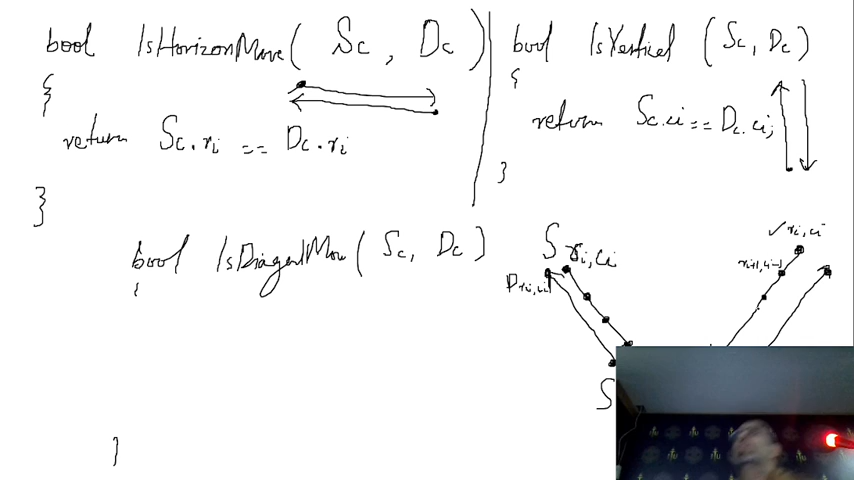 bool IsHorizonMove( Sc, Dc)
{
return Sc.ri == Dc.ri
}
bool IsVertical (Sc, Dc)
{
return Sc.ci == Dc.ci;
}
bool IsDiagonalMove( Sc, Dc)
{
}
S ri, ci
D ri, ci
S
✓ ri, ci
ri+1, ci-1